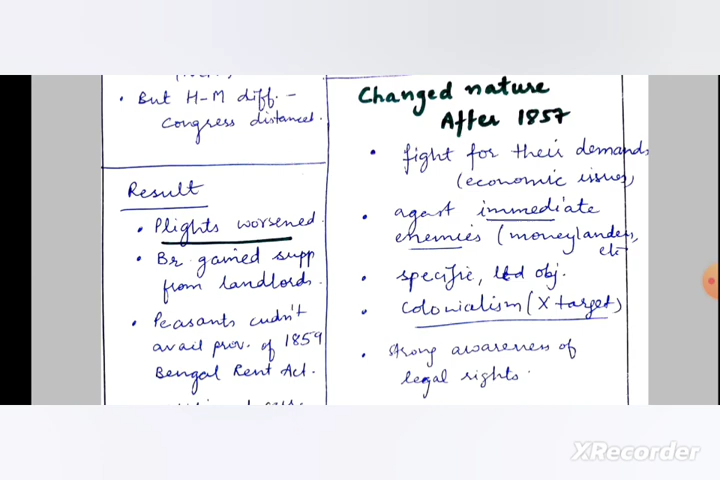 • But H-M diff. -
Congress distanced.
Result
• Plights worsened.
• Br gained supp
from landlords.
• Peasants cudn't
avail prov. of 1859
Bengal Rent Act.
Changed nature
After 1857
• fight for their demands
(economic issues)
• agast immediate
enemies (moneylanders,
etc
• specific, ltd obj.
• colonialism (X target)
• strong awareness of
legal rights.
XRecorder